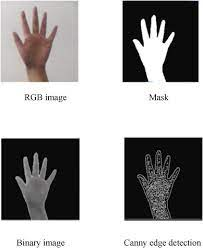 RGB image
Mask
Binary image
Canny edge detection